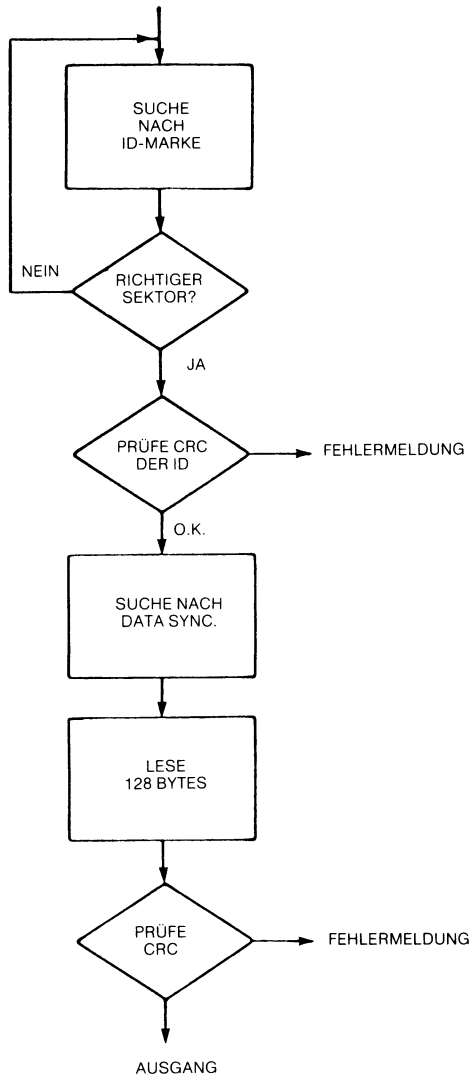 SUCHE
NACH
ID-MARKE
NEIN
RICHTIGER
SEKTOR?
JA
PRÜFE CRC
DER ID
FEHLERMELDUNG
O.K.
SUCHE NACH
DATA SYNC.
LESE
128 BYTES
PRÜFE
CRC
FEHLERMELDUNG
AUSGANG